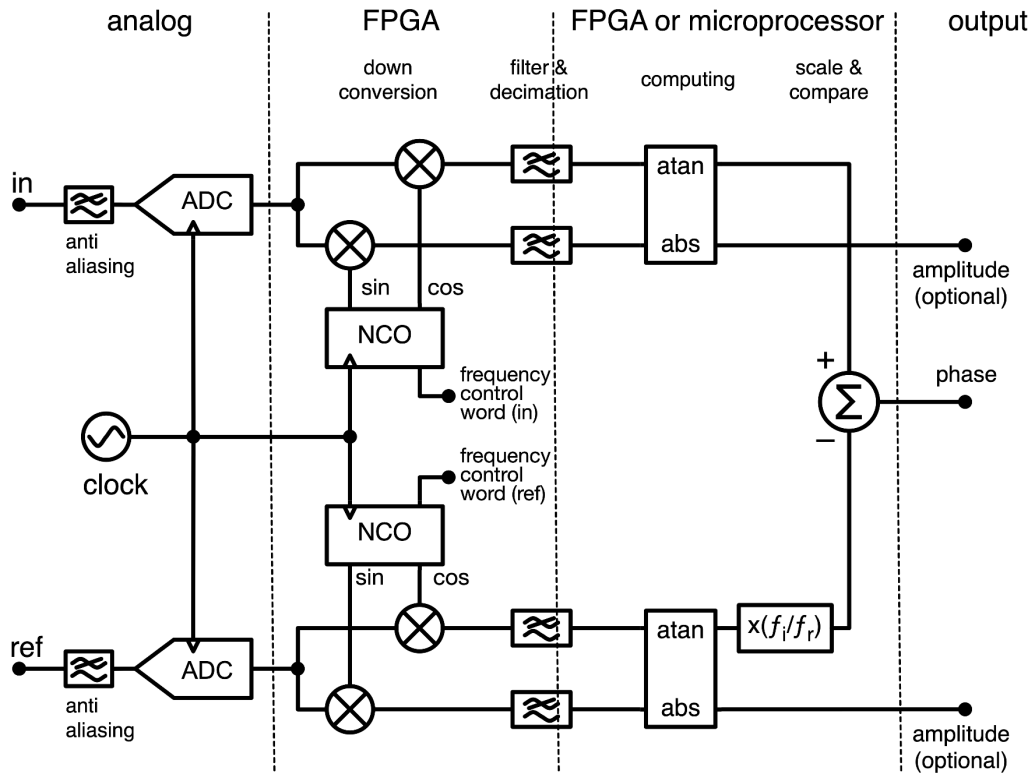 analog
FPGA
FPGA or microprocessor
output
down
conversion
filter &
decimation
computing
scale &
compare
in
ADC
anti
aliasing
atan
abs
sin
cos
NCO
amplitude
(optional)
frequency
control
word (in)
+
Σ
−
phase
clock
frequency
control
word (ref)
NCO
sin
cos
ref
ADC
anti
aliasing
atan
abs
x(fi/fr)
amplitude
(optional)